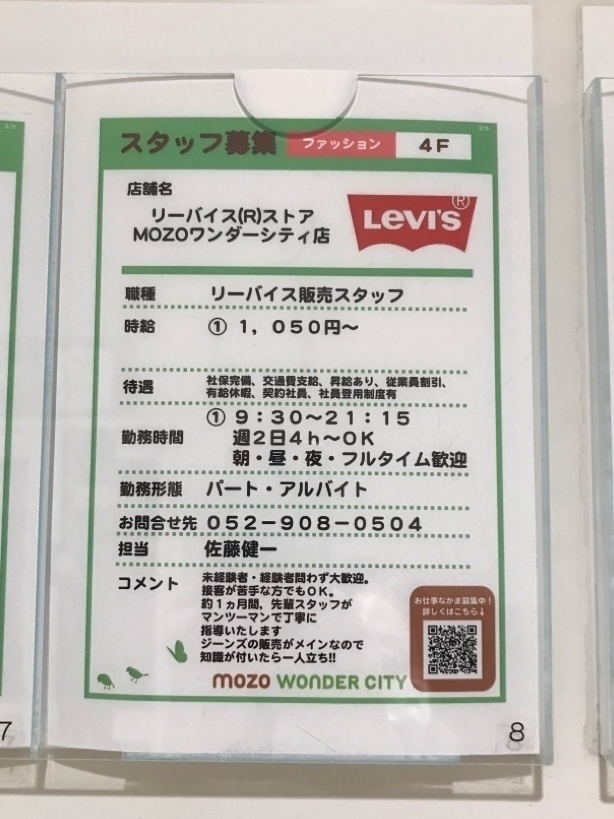 スタッフ募集 ファッション 4F
店舗名
リーバイス(R)ストア
MOZOワンダーシティ店
LEVI'S ®
職種 リーバイス販売スタッフ
時給 ① 1，050円～
待遇 社保完備、交通費支給、昇給あり、従業員割引、
有給休暇、契約社員、社員登用制度有
勤務時間 ① 9：30～21：15
週2日4h～OK
朝・昼・夜・フルタイム歓迎
勤務形態 パート・アルバイト
お問合せ先 052－908－0504
担当 佐藤健一
コメント 未経験者・経験者問わず大歓迎。
接客が苦手な方でもOK。
約1ヵ月間、先輩スタッフが
マンツーマンで丁寧に
指導いたします
ジーンズの販売がメインなので
知識が付いたら一人立ち!!
お仕事なかま募集中！
詳しくはこちら↓
mozo WONDER CITY
7
8